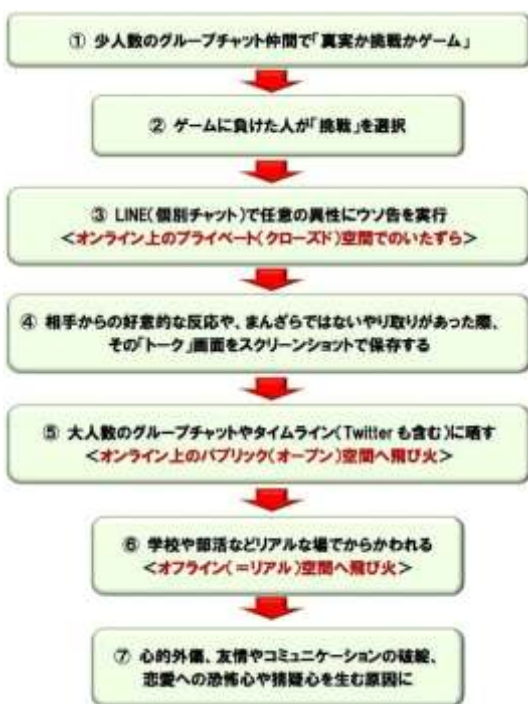 ① 少人数のグループチャット仲間で「真実か挑戦かゲーム」
② ゲームに負けた人が「挑戦」を選択
③ LINE(個別チャット)で任意の異性にウソ告を実行
<オンライン上のプライベート(クローズド)空間でのいたずら>
④ 相手からの好意的な反応や、まんざらではないやり取りがあった際、
その「トーク」画面をスクリーンショットで保存する
⑤ 大人数のグループチャットやタイムライン(Twitterも含む)に晒す
<オンライン上のパブリック(オープン)空間へ飛び火>
⑥ 学校や部活などリアルな場でからかわれる
<オフライン(=リアル)空間へ飛び火>
⑦ 心的外傷、友情やコミュニケーションの破綻、
恋愛への恐怖心や猜疑心を生む原因に